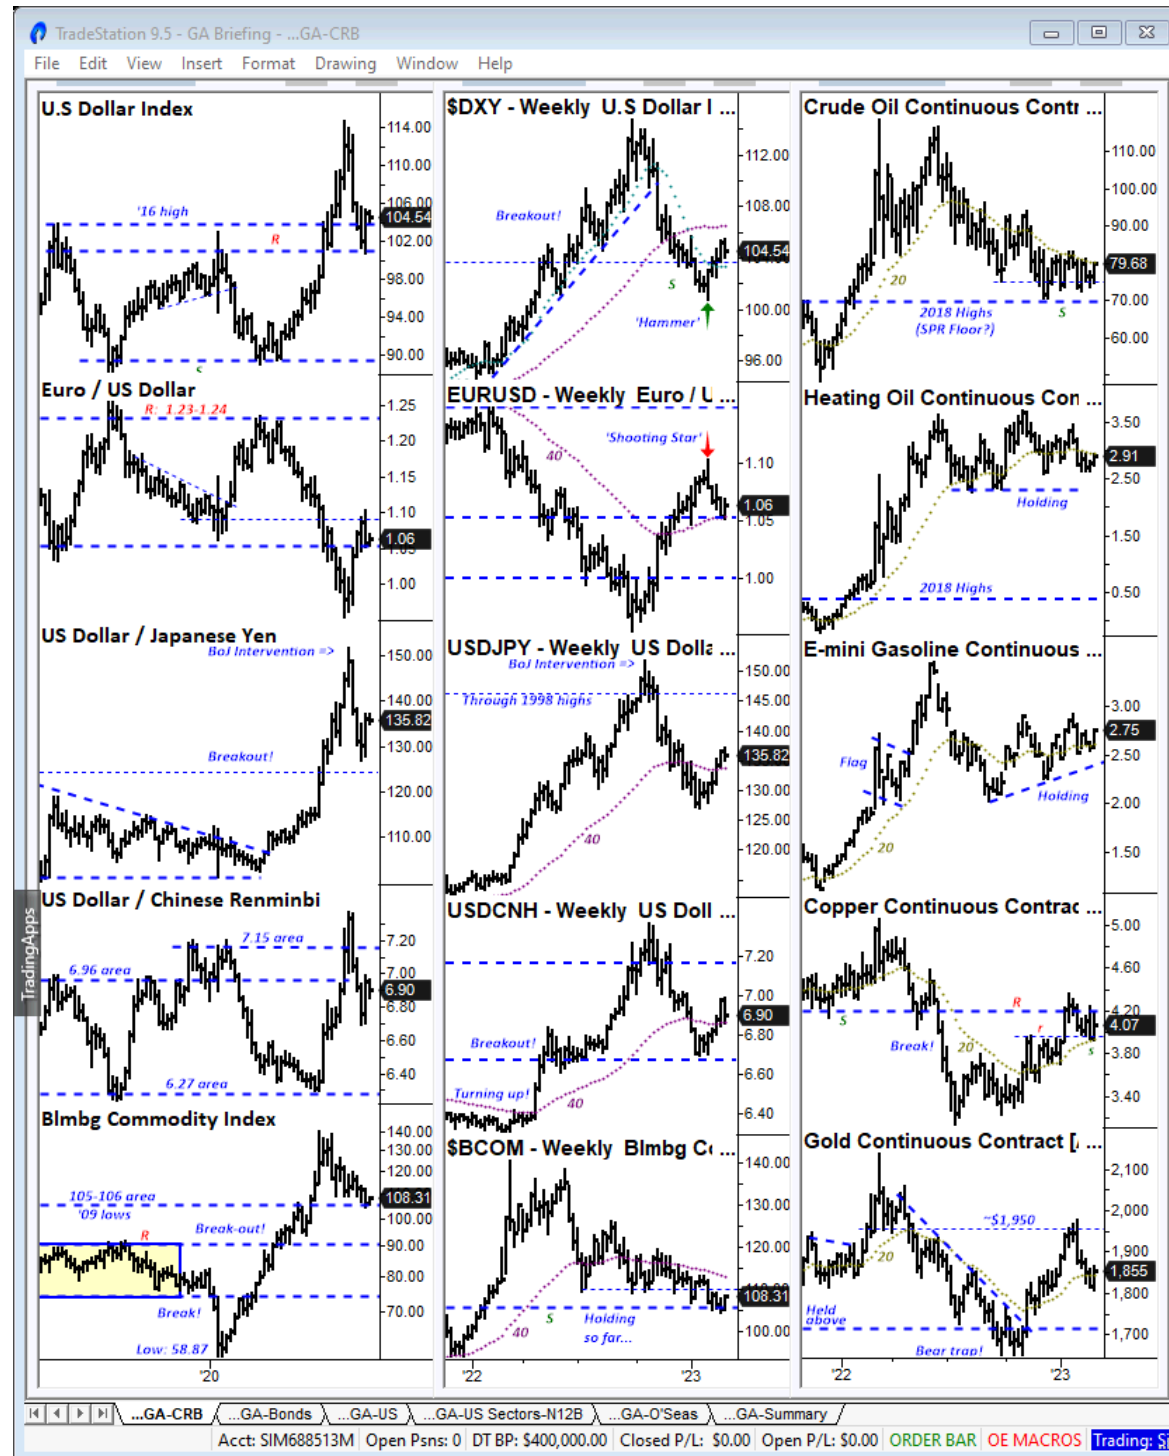 TradeStation 9.5 - GA Briefing - ...GA-CRB
File Edit View Insert Format Drawing Window Help
U.S Dollar Index
114.00
110.00
106.00
104.54
102.00
98.00
94.00
90.00
'16 high
R
s
Euro / US Dollar
R: 1.23-1.24
1.25
1.20
1.15
1.10
1.06
1.05
1.00
US Dollar / Japanese Yen
BoJ Intervention =>
150.00
140.00
135.82
130.00
Breakout!
120.00
110.00
US Dollar / Chinese Renminbi
7.15 area
7.20
6.96 area
7.00
6.90
6.80
6.60
6.40
6.27 area
Blmbg Commodity Index
140.00
130.00
120.00
108.31
105-106 area
'09 lows
100.00
R
Break-out!
90.00
80.00
Break!
70.00
Low: 58.87
'20
$DXY - Weekly U.S Dollar I ...
112.00
Breakout!
108.00
104.54
S
100.00
'Hammer'
96.00
EURUSD - Weekly Euro / U ...
'Shooting Star'
40
1.10
1.06
1.05
1.00
USDJPY - Weekly US Dolla ...
BoJ Intervention =>
150.00
Through 1998 highs
145.00
140.00
135.82
130.00
125.00
40
120.00
USDCNH - Weekly US Doll ...
7.20
7.00
6.90
6.80
Breakout!
6.60
Turning up!
40
6.40
$BCOM - Weekly Blmbg Co ...
140.00
130.00
120.00
110.00
108.31
S
Holding
so far...
40
100.00
'22 '23
Crude Oil Continuous Contr ...
110.00
100.00
90.00
79.68
20
70.00
2018 Highs
(SPR Floor?)
S
60.00
Heating Oil Continuous Con ...
3.50
2.91
2.50
Holding
1.50
2018 Highs
0.50
E-mini Gasoline Continuous ...
3.00
2.75
2.50
Flag
Holding
2.00
20
1.50
Copper Continuous Contrac ...
5.00
4.60
R
4.20
S
4.07
r
Break!
20
s
3.80
3.40
Gold Continuous Contract [/ ...
2,100
~$1,950
2,000
20
1,900
1,855
1,800
Held
above
1,700
Bear trap!
'22 '23
TradingApps
...GA-CRB ...GA-Bonds ...GA-US ...GA-US Sectors-N12B ...GA-O'Seas ...GA-Summary
Acct: SIM688513M Open Psns: 0 DT BP: $400,000.00 Closed P/L: $0.00 Open P/L: $0.00 ORDER BAR OE MACROS Trading: S